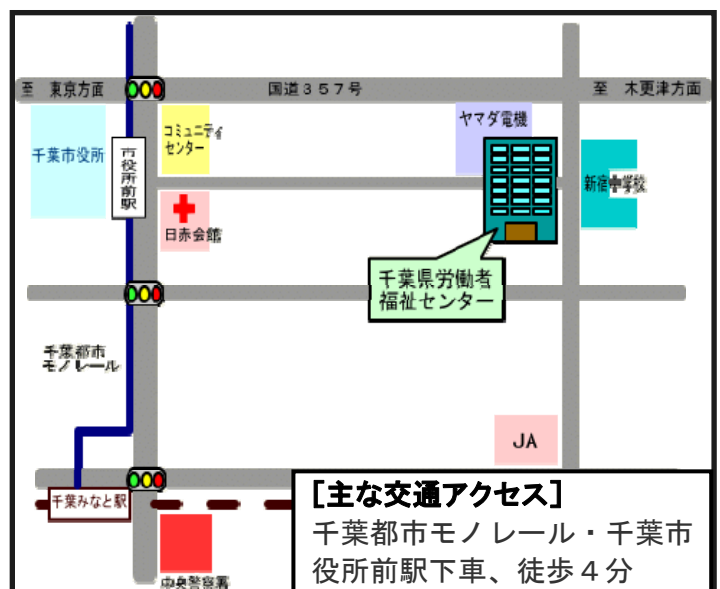 至 東京方面
国道３５７号
至 木更津方面
千葉市役所
市役所前駅
コミュニティ
センター
ヤマダ電機
新宿中学校
日赤会館
千葉県労働者
福祉センター
千葉都市
モノレール
JA
千葉みなと駅
中央警察署
[主な交通アクセス]
千葉都市モノレール・千葉市
役所前駅下車、徒歩４分